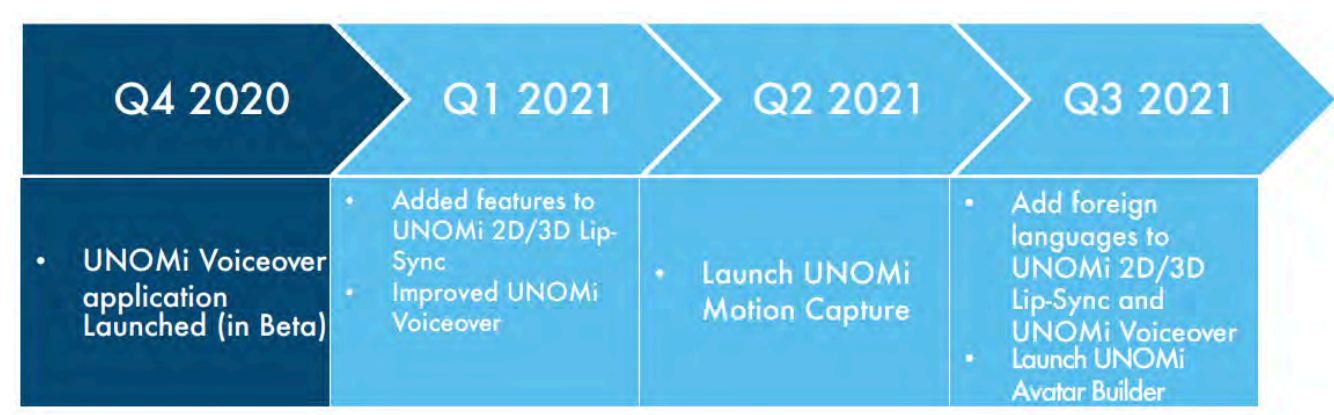 Q4 2020
Q1 2021
Q2 2021
Q3 2021
• UNOMi Voiceover
application
Launched (in Beta)
• Added features to
UNOMi 2D/3D Lip-
Sync
• Improved UNOMi
Voiceover
• Launch UNOMi
Motion Capture
• Add foreign
languages to
UNOMi 2D/3D
Lip-Sync and
UNOMi Voiceover
• Launch UNOMi
Avatar Builder